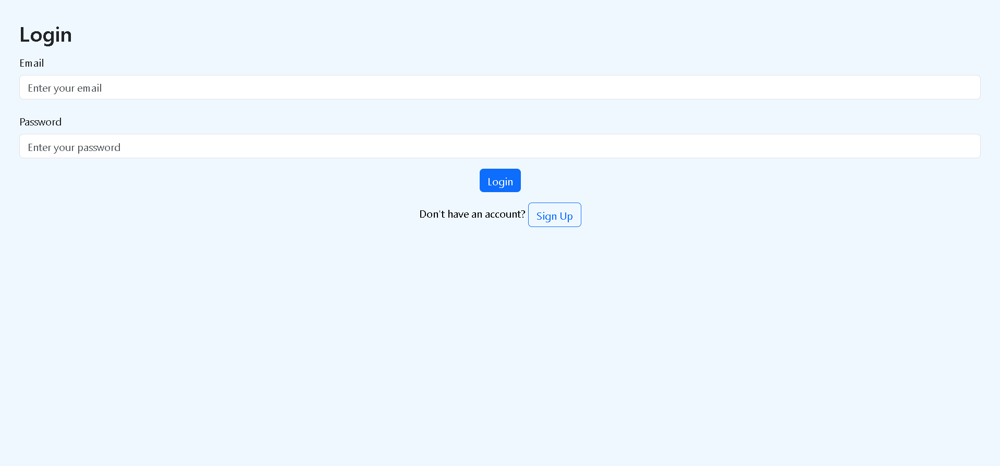 Login
Email
Enter your email
Password
Enter your password
Login
Don't have an account? Sign Up